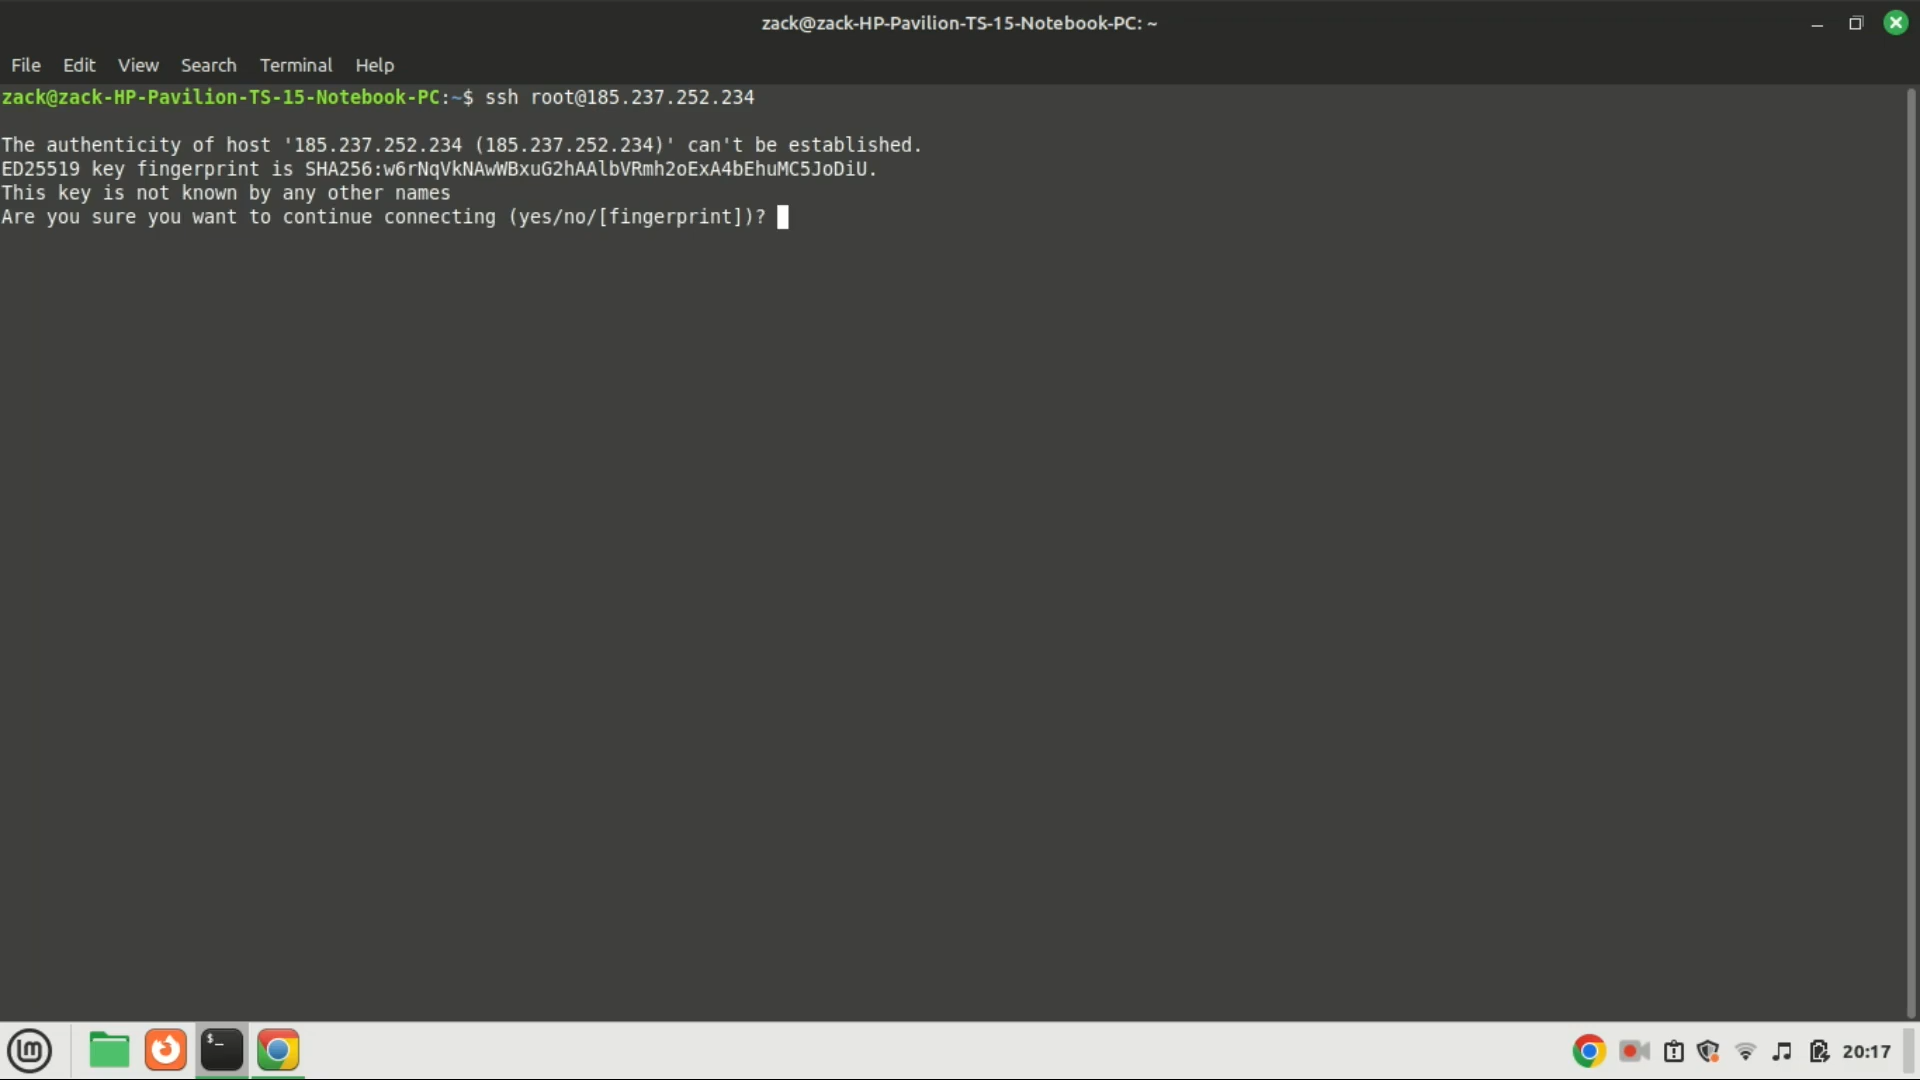 zack@zack-HP-Pavilion-TS-15-Notebook-PC: ~
File Edit View Search Terminal Help
zack@zack-HP-Pavilion-TS-15-Notebook-PC:~$ ssh root@185.237.252.234
The authenticity of host '185.237.252.234 (185.237.252.234)' can't be established.
ED25519 key fingerprint is SHA256:w6rNqVkNAwWBxuG2hAAlbVRmh2oExA4bEhuMC5JoDiU.
This key is not known by any other names
Are you sure you want to continue connecting (yes/no/[fingerprint])?
$_
20:17